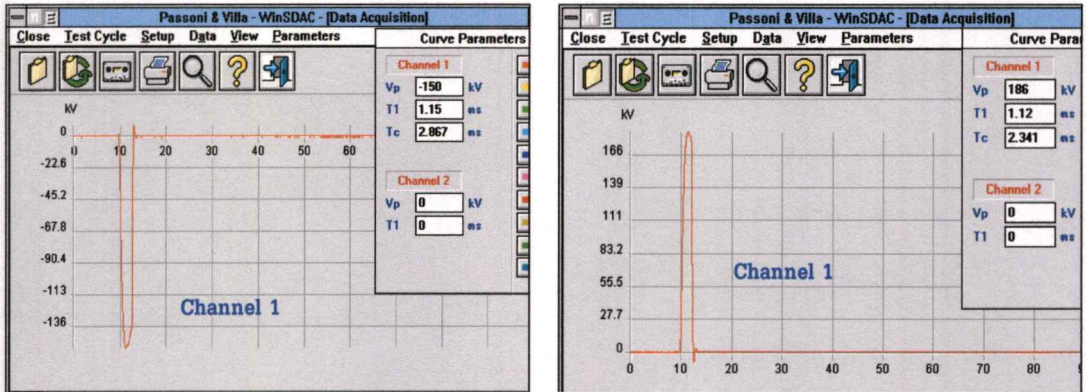 Passoni & Villa - WinSDAC - [Data Acquisition]
Close Test Cycle Setup Data View Parameters
Curve Parameters
Channel 1
Vp -150 kV
T1 1.15 ms
Tc 2.867 ms
Channel 2
Vp 0 kV
T1 0 ms
kV
0
-22.6
-45.2
-67.8
-90.4
-113
-136
0 10 20 30 40 50 60
Channel 1
Passoni & Villa - WinSDAC - [Data Acquisition]
Close Test Cycle Setup Data View Parameters
Curve Para
Channel 1
Vp 186 kV
T1 1.12 ms
Tc 2.341 ms
Channel 2
Vp 0 kV
T1 0 ms
kV
166
139
111
83.2
55.5
27.7
0
0 10 20 30 40 50 60 70 80
Channel 1